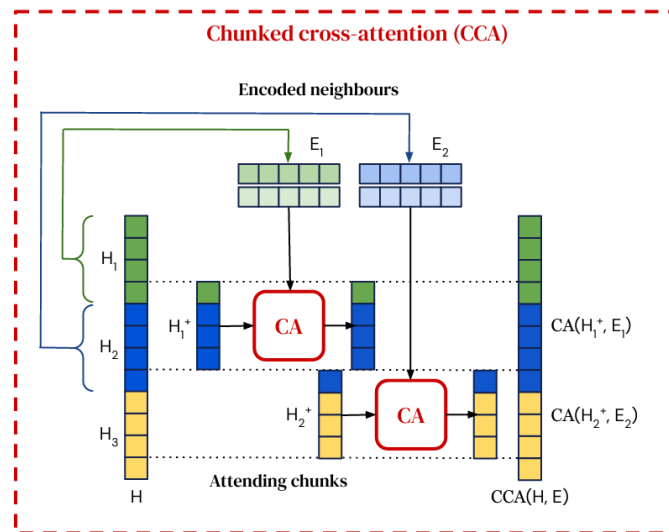 Chunked cross-attention (CCA)
Encoded neighbours
E₁
E₂
H₁
H₁⁺
CA
CA(H₁⁺, E₁)
H₂
H₂⁺
CA
CA(H₂⁺, E₂)
H₃
Attending chunks
H
CCA(H, E)